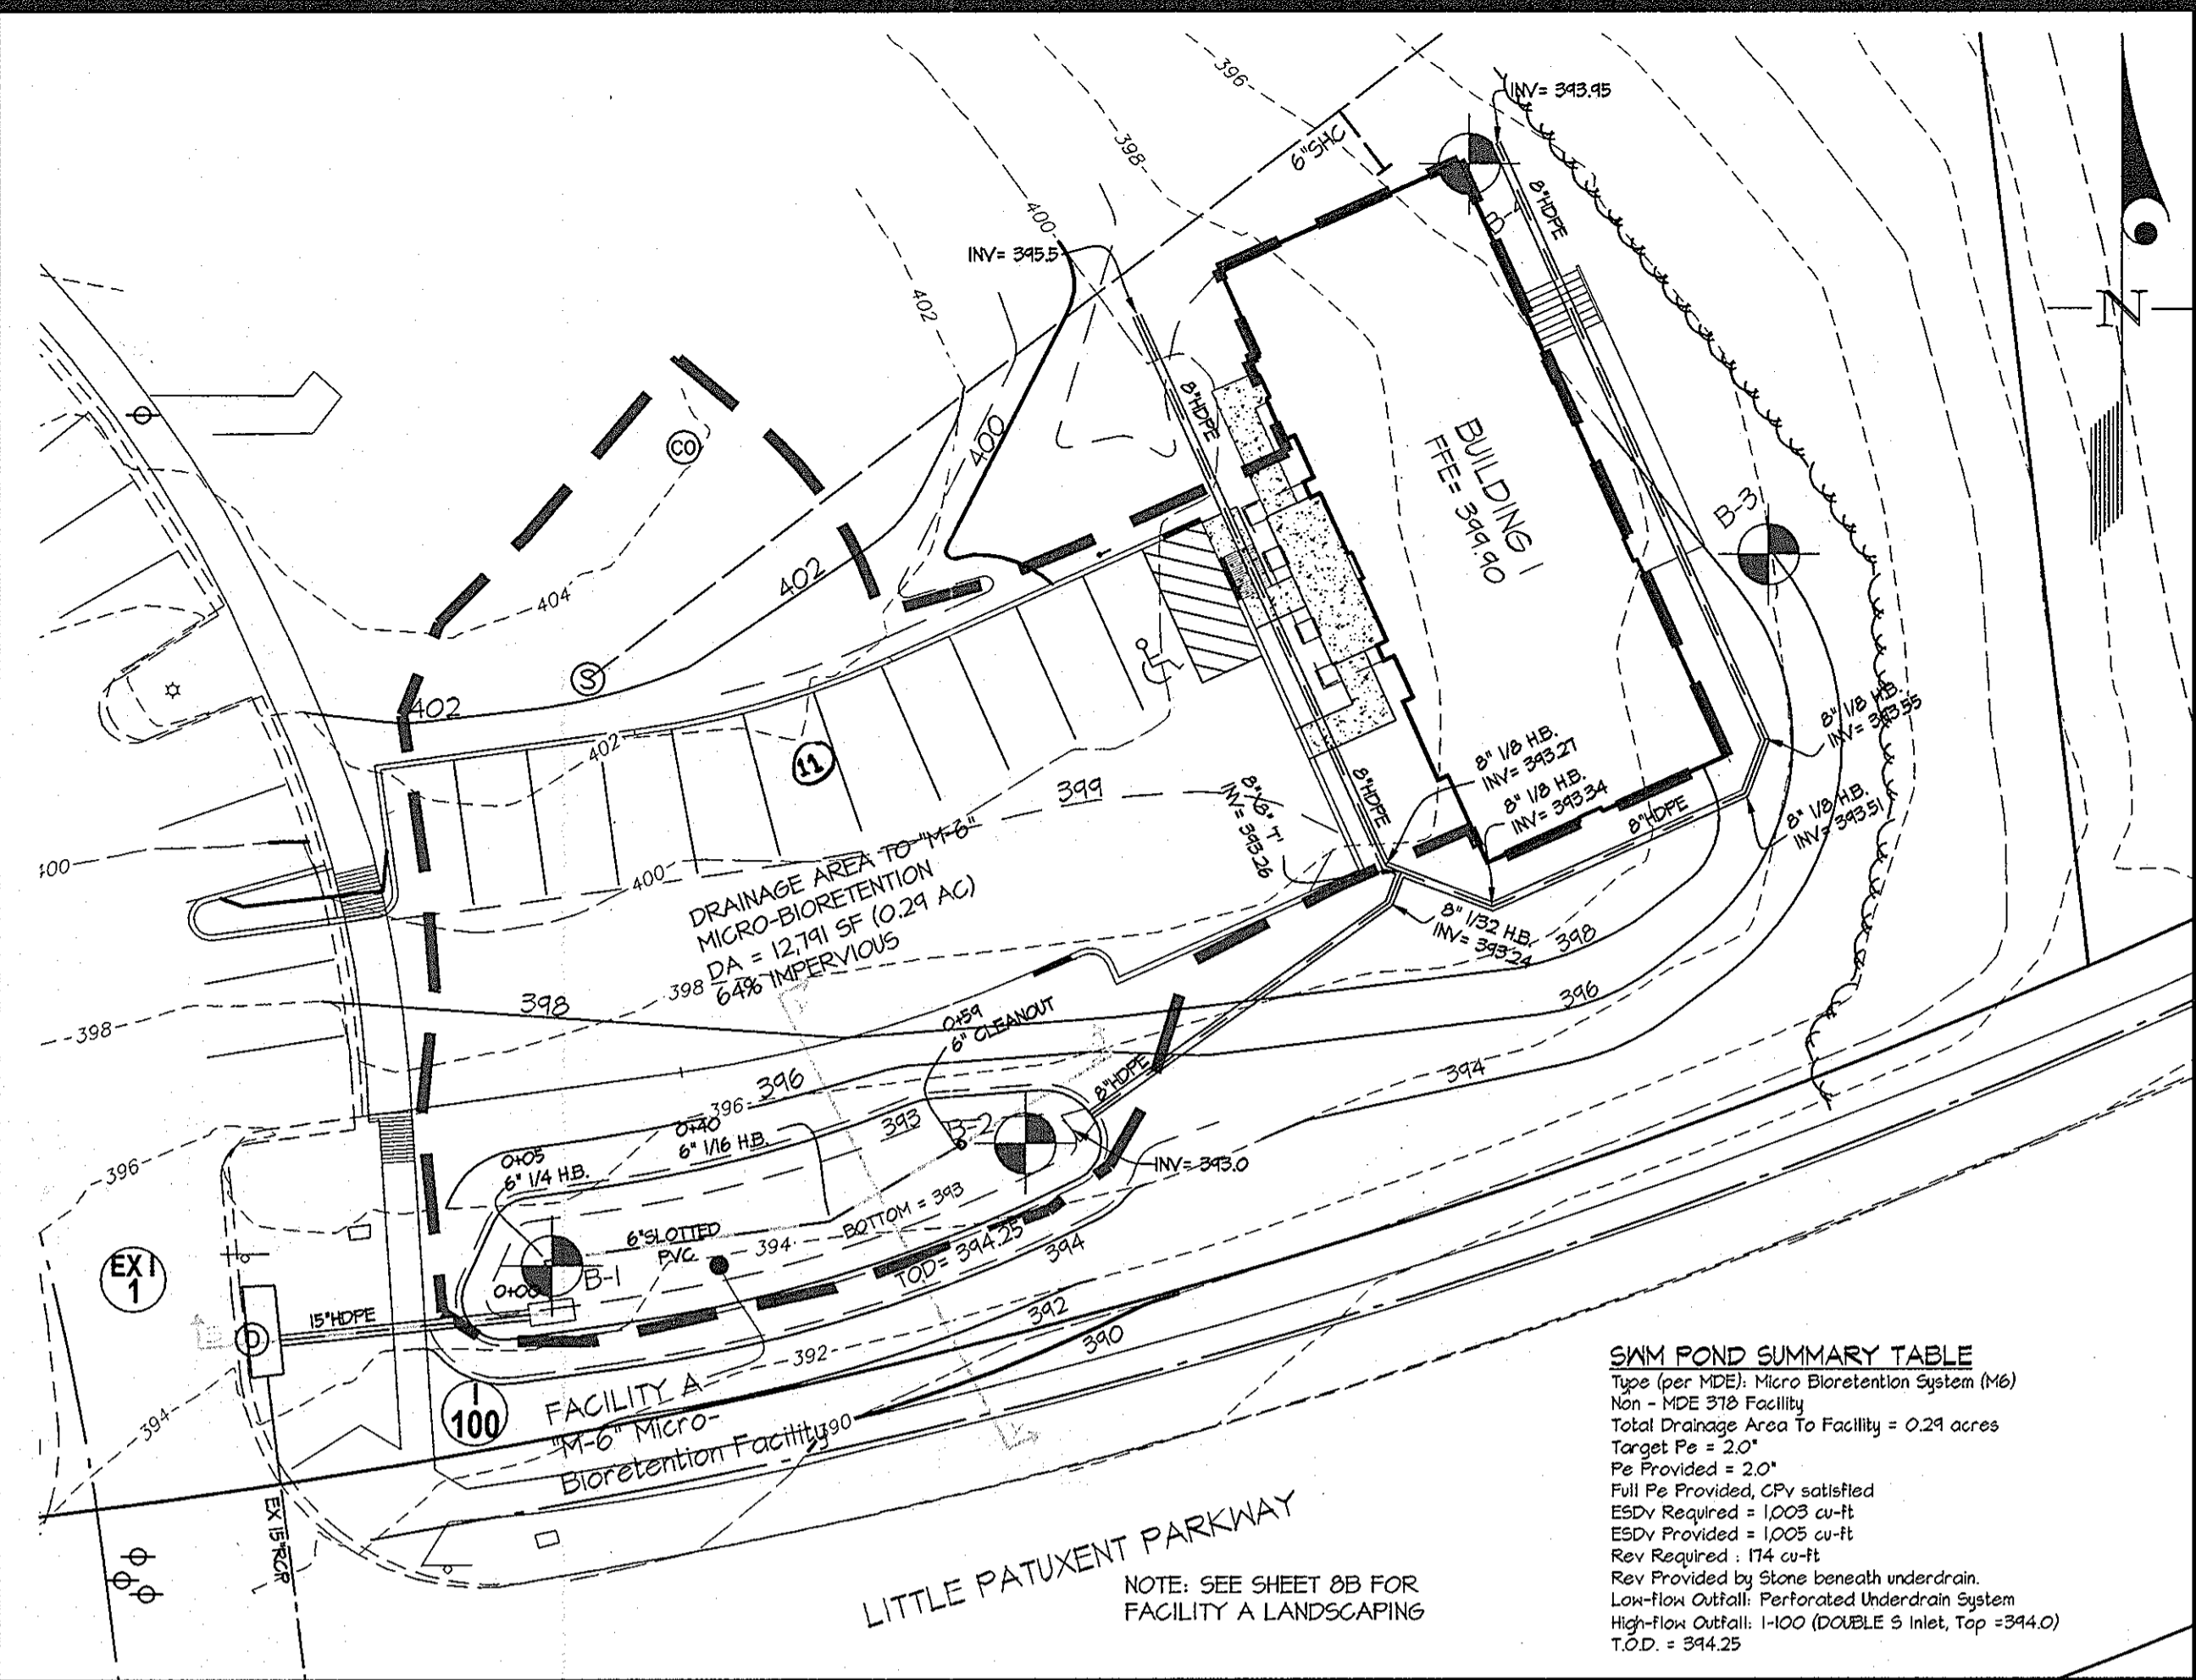 396
INV= 393.95
6"SHC
398
8"HDPE
B-4
400
INV= 395.5
402
N
8"HDPE
CO
400
BUILDING 1
FFE= 399.90
B-3
404
402
S
402
8" 1/8 H.B.
INV= 393.55
402
11
8" 1/8 H.B.
INV= 393.27
8" 1/8 H.B.
INV= 393.34
8"HDPE
8"HDPE
8" 1/8 H.B.
INV= 393.51
399
8"X8" 'T'
INV= 393.26
400
400
DRAINAGE AREA TO "M-6"
MICRO-BIORETENTION
DA = 12,791 SF (0.29 AC)
64% IMPERVIOUS
8" 1/32 H.B.
INV= 393.24
398
398
398
398
396
0+59
6" CLEANOUT
8"HDPE
394
396
396
393
B-2
0+40
6" 1/16 H.B.
0+05
6" 1/4 H.B.
INV= 393.0
396
6"SLOTTED
PVC
394
BOTTOM = 393
T.O.D= 394.25
394
EX I
1
B-1
0+00
15"HDPE
D
392
390
392
394
I
100
FACILITY A
"M-6" Micro-
Bioretention Facility
390
EX 15"RCP
LITTLE PATUXENT PARKWAY
NOTE: SEE SHEET 8B FOR
FACILITY A LANDSCAPING
SWM POND SUMMARY TABLE
Type (per MDE): Micro Bioretention System (M6)
Non - MDE 378 Facility
Total Drainage Area To Facility = 0.29 acres
Target Pe = 2.0"
Pe Provided = 2.0"
Full Pe Provided, CPv satisfied
ESDv Required = 1,003 cu-ft
ESDv Provided = 1,005 cu-ft
Rev Required : 174 cu-ft
Rev Provided by Stone beneath underdrain.
Low-flow Outfall: Perforated Underdrain System
High-flow Outfall: I-100 (DOUBLE S Inlet, Top =394.0)
T.O.D. = 394.25